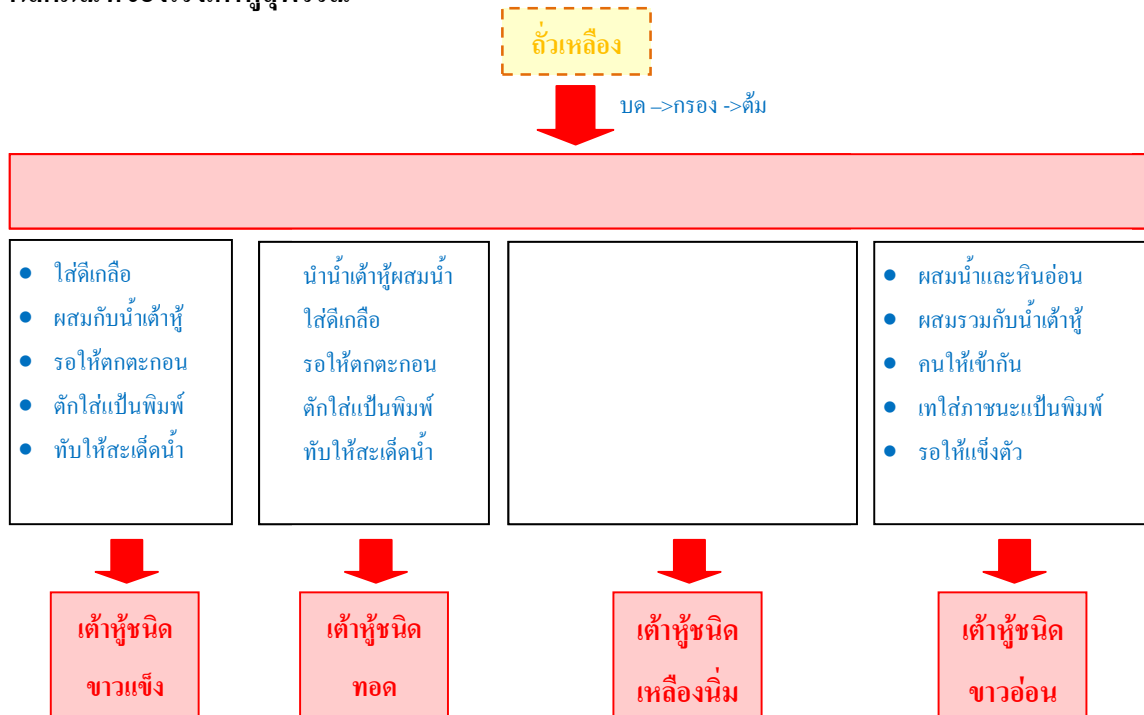 ถั่วเหลือง
บด –>กรอง ->ต้ม
ใส่ดีเกลือ
ผสมกับน้ำเต้าหู้
รอให้ตกตะกอน
ตักใส่แป้นพิมพ์
ทับให้สะเด็ดน้ำ
นำน้ำเต้าหู้ผสมน้ำ
ใส่ดีเกลือ
รอให้ตกตะกอน
ตักใส่แป้นพิมพ์
ทับให้สะเด็ดน้ำ
ผสมน้ำและหินอ่อน
ผสมรวมกับน้ำเต้าหู้
คนให้เข้ากัน
เทใส่ภาชนะแป้นพิมพ์
รอให้แข็งตัว
เต้าหู้ชนิด
ขาวแข็ง
เต้าหู้ชนิด
ทอด
เต้าหู้ชนิด
เหลืองนิ่ม
เต้าหู้ชนิด
ขาวอ่อน